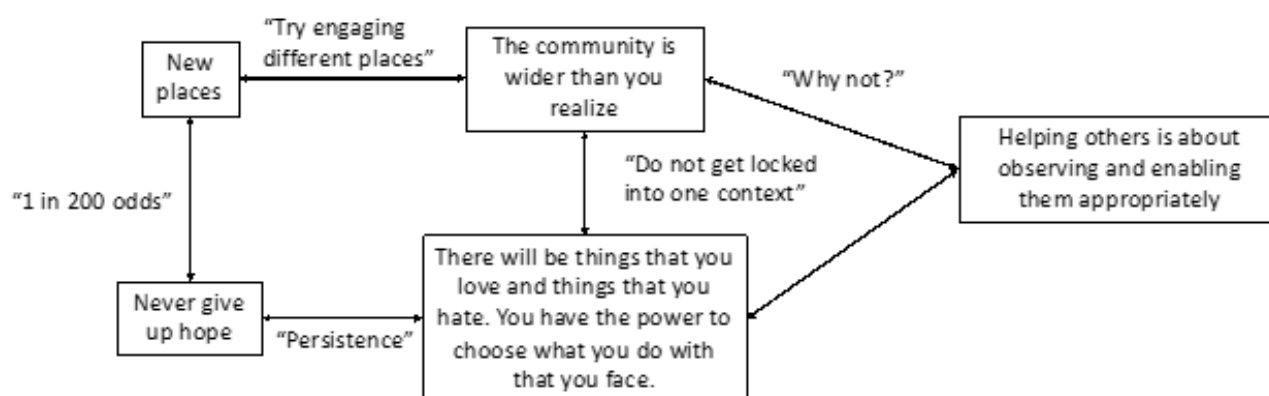 “Try engaging
different places”
New
places
The community is
wider than you
realize
“Why not?”
Helping others is about
observing and enabling
them appropriately
“Do not get locked
into one context”
“1 in 200 odds”
There will be things that you
love and things that you
hate. You have the power to
choose what you do with
that you face.
Never give
up hope
“Persistence”